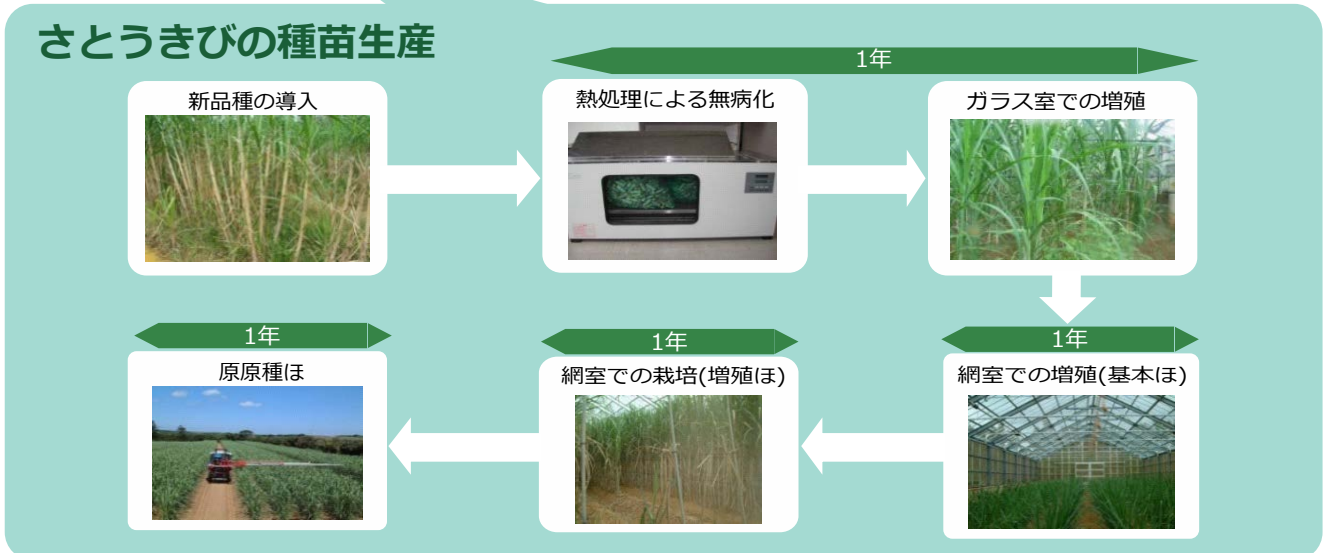 さとうきびの種苗生産
1年
新品種の導入
熱処理による無病化
ガラス室での増殖
1年
1年
1年
原原種ほ
網室での栽培(増殖ほ)
網室での増殖(基本ほ)